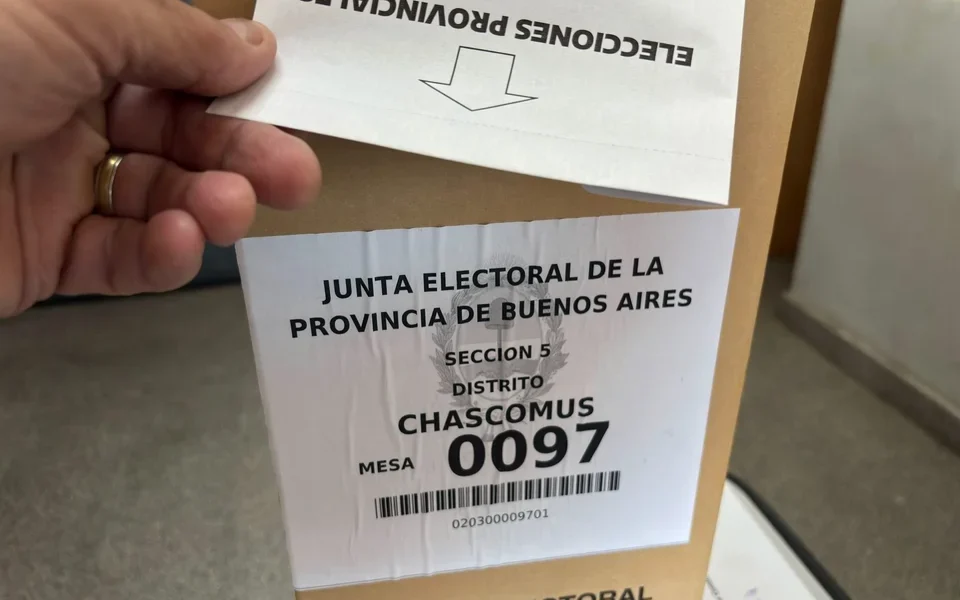 ELECCIONES PROVINCIALES
JUNTA ELECTORAL DE LA
PROVINCIA DE BUENOS AIRES
SECCION 5
DISTRITO
CHASCOMUS
MESA 0097
020300009701